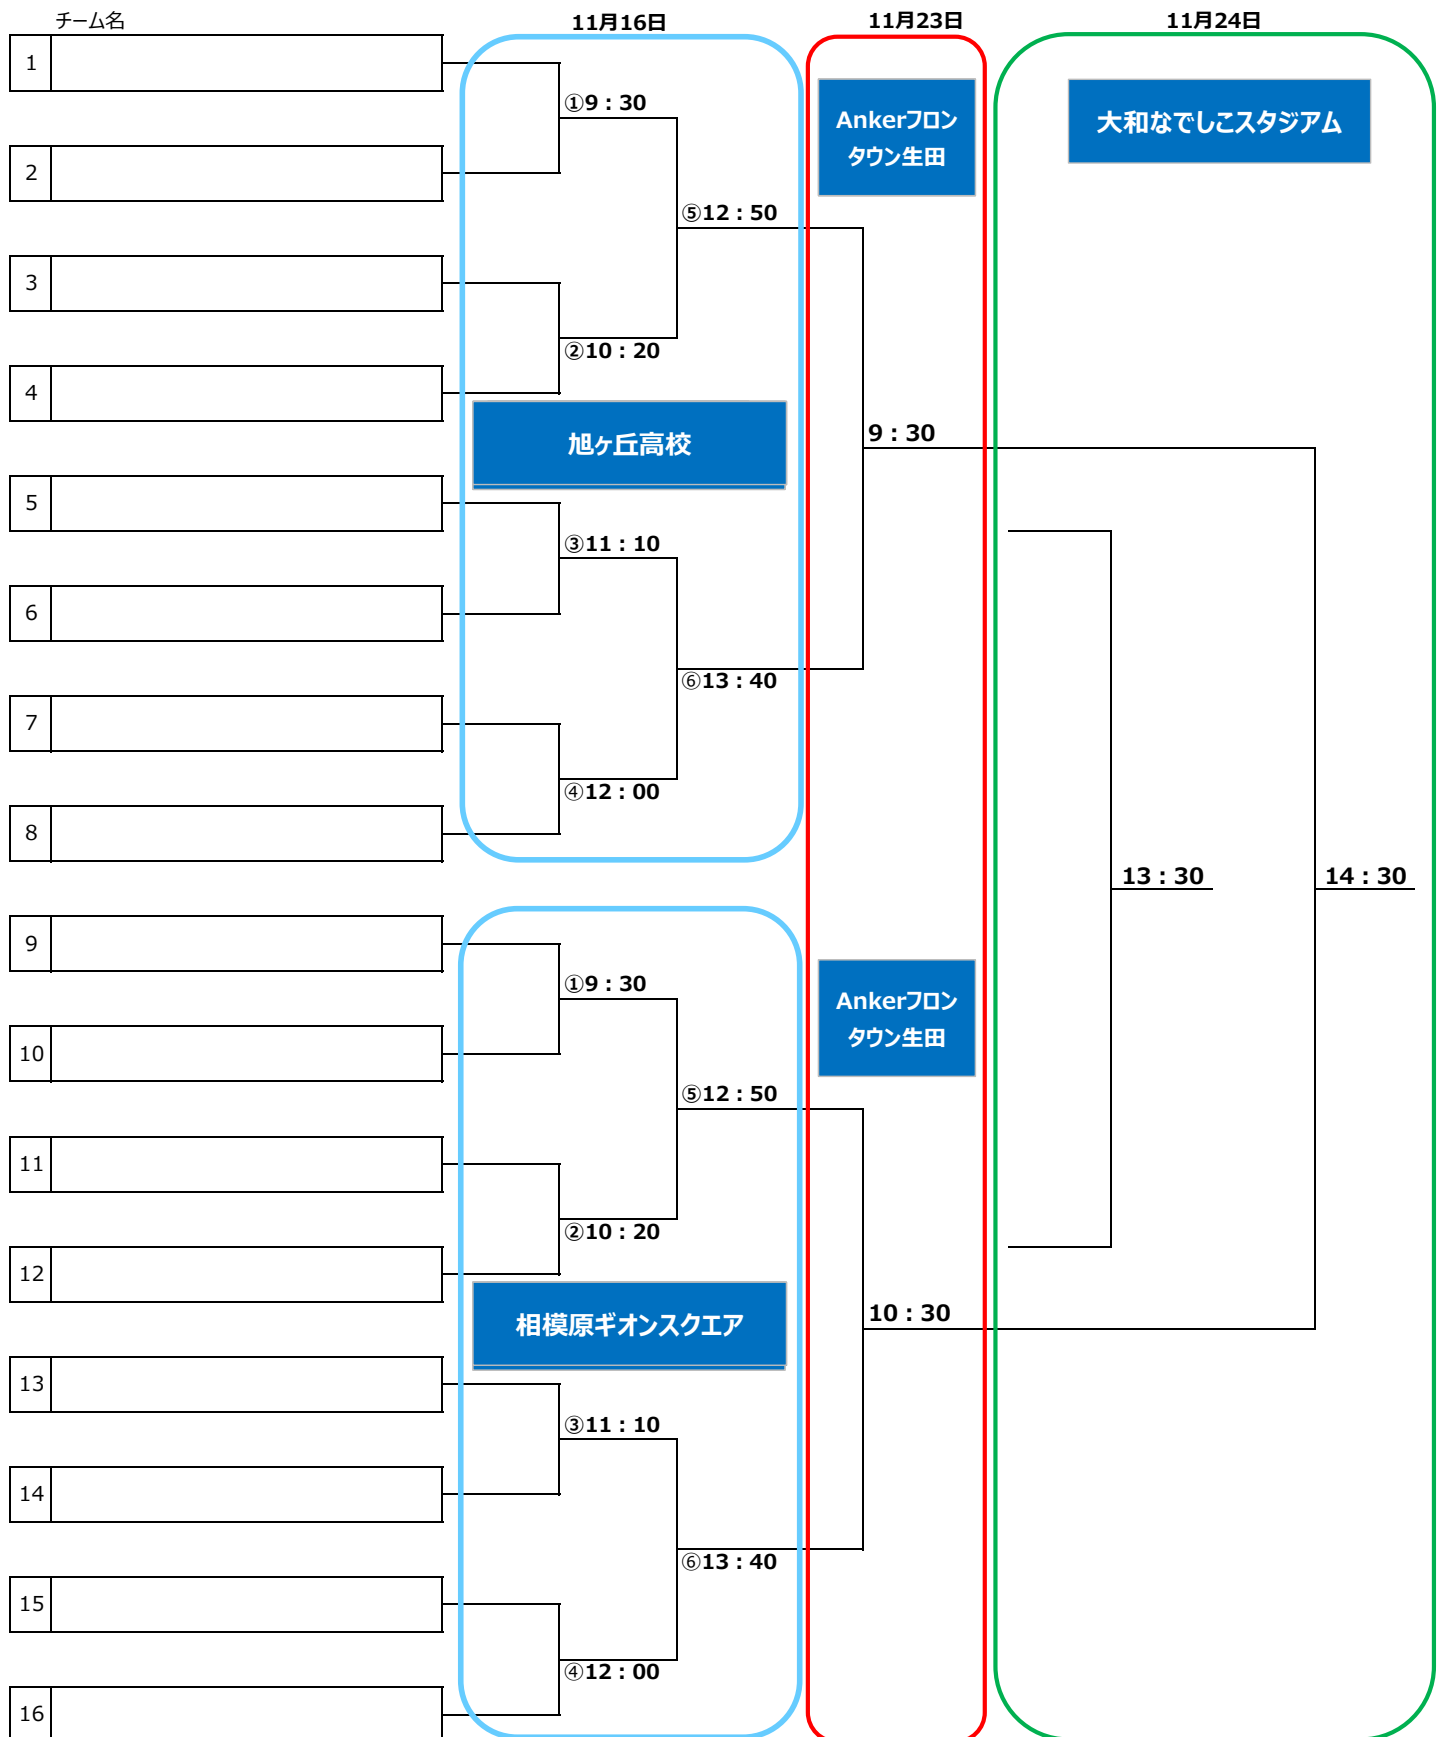 チーム名
11月16日
11月23日
11月24日
1
①9：30
Ankerフロン
タウン生田
大和なでしこスタジアム
2
⑤12：50
3
②10：20
4
旭ヶ丘高校
9：30
5
③11：10
6
⑥13：40
7
④12：00
8
13：30
14：30
9
①9：30
Ankerフロン
タウン生田
10
⑤12：50
11
②10：20
12
相模原ギオンスクエア
10：30
13
③11：10
14
⑥13：40
15
④12：00
16